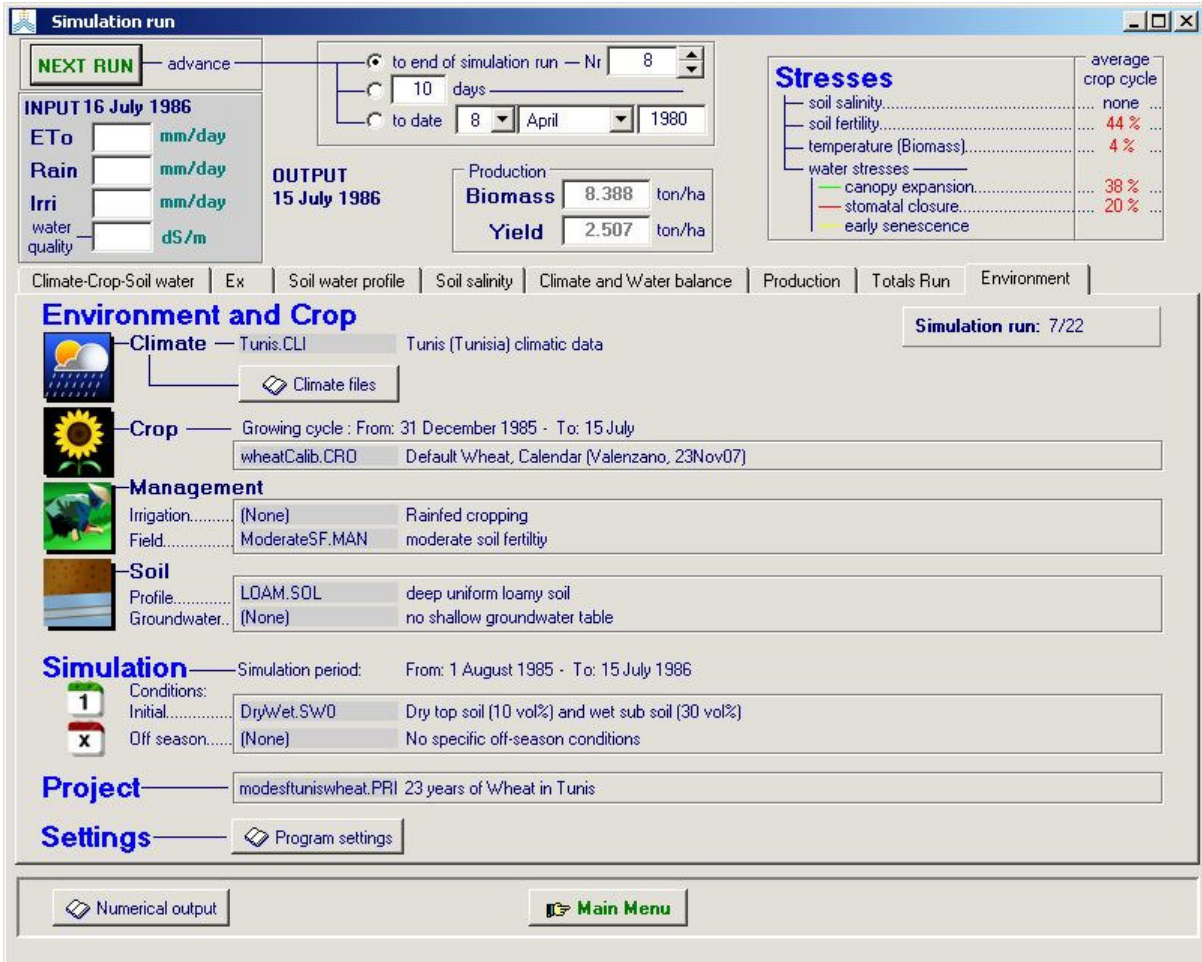 Simulation run
NEXT RUN advance
to end of simulation run — Nr 8
10 days
to date 8 April 1980
INPUT 16 July 1986
ETo mm/day
Rain mm/day
Irri mm/day
water quality dS/m
OUTPUT
15 July 1986
Production
Biomass 8.388 ton/ha
Yield 2.507 ton/ha
Stresses average crop cycle
soil salinity none
soil fertility 44 %
temperature (Biomass) 4 %
water stresses
canopy expansion 38 %
stomatal closure 20 %
early senescence
Climate-Crop-Soil water Ex Soil water profile Soil salinity Climate and Water balance Production Totals Run Environment
Environment and Crop
Simulation run: 7/22
Climate Tunis.CLI Tunis (Tunisia) climatic data
Climate files
Crop Growing cycle : From: 31 December 1985 - To: 15 July
wheatCalib.CRO Default Wheat, Calendar (Valenzano, 23Nov07)
Management
Irrigation (None) Rainfed cropping
Field ModerateSF.MAN moderate soil fertiltiy
Soil
Profile LOAM.SOL deep uniform loamy soil
Groundwater (None) no shallow groundwater table
Simulation Simulation period: From: 1 August 1985 - To: 15 July 1986
Conditions:
1
Initial DryWet.SW0 Dry top soil (10 vol%) and wet sub soil (30 vol%)
X
Off season (None) No specific off-season conditions
Project modesftuniswheat.PRI 23 years of Wheat in Tunis
Settings Program settings
Numerical output Main Menu